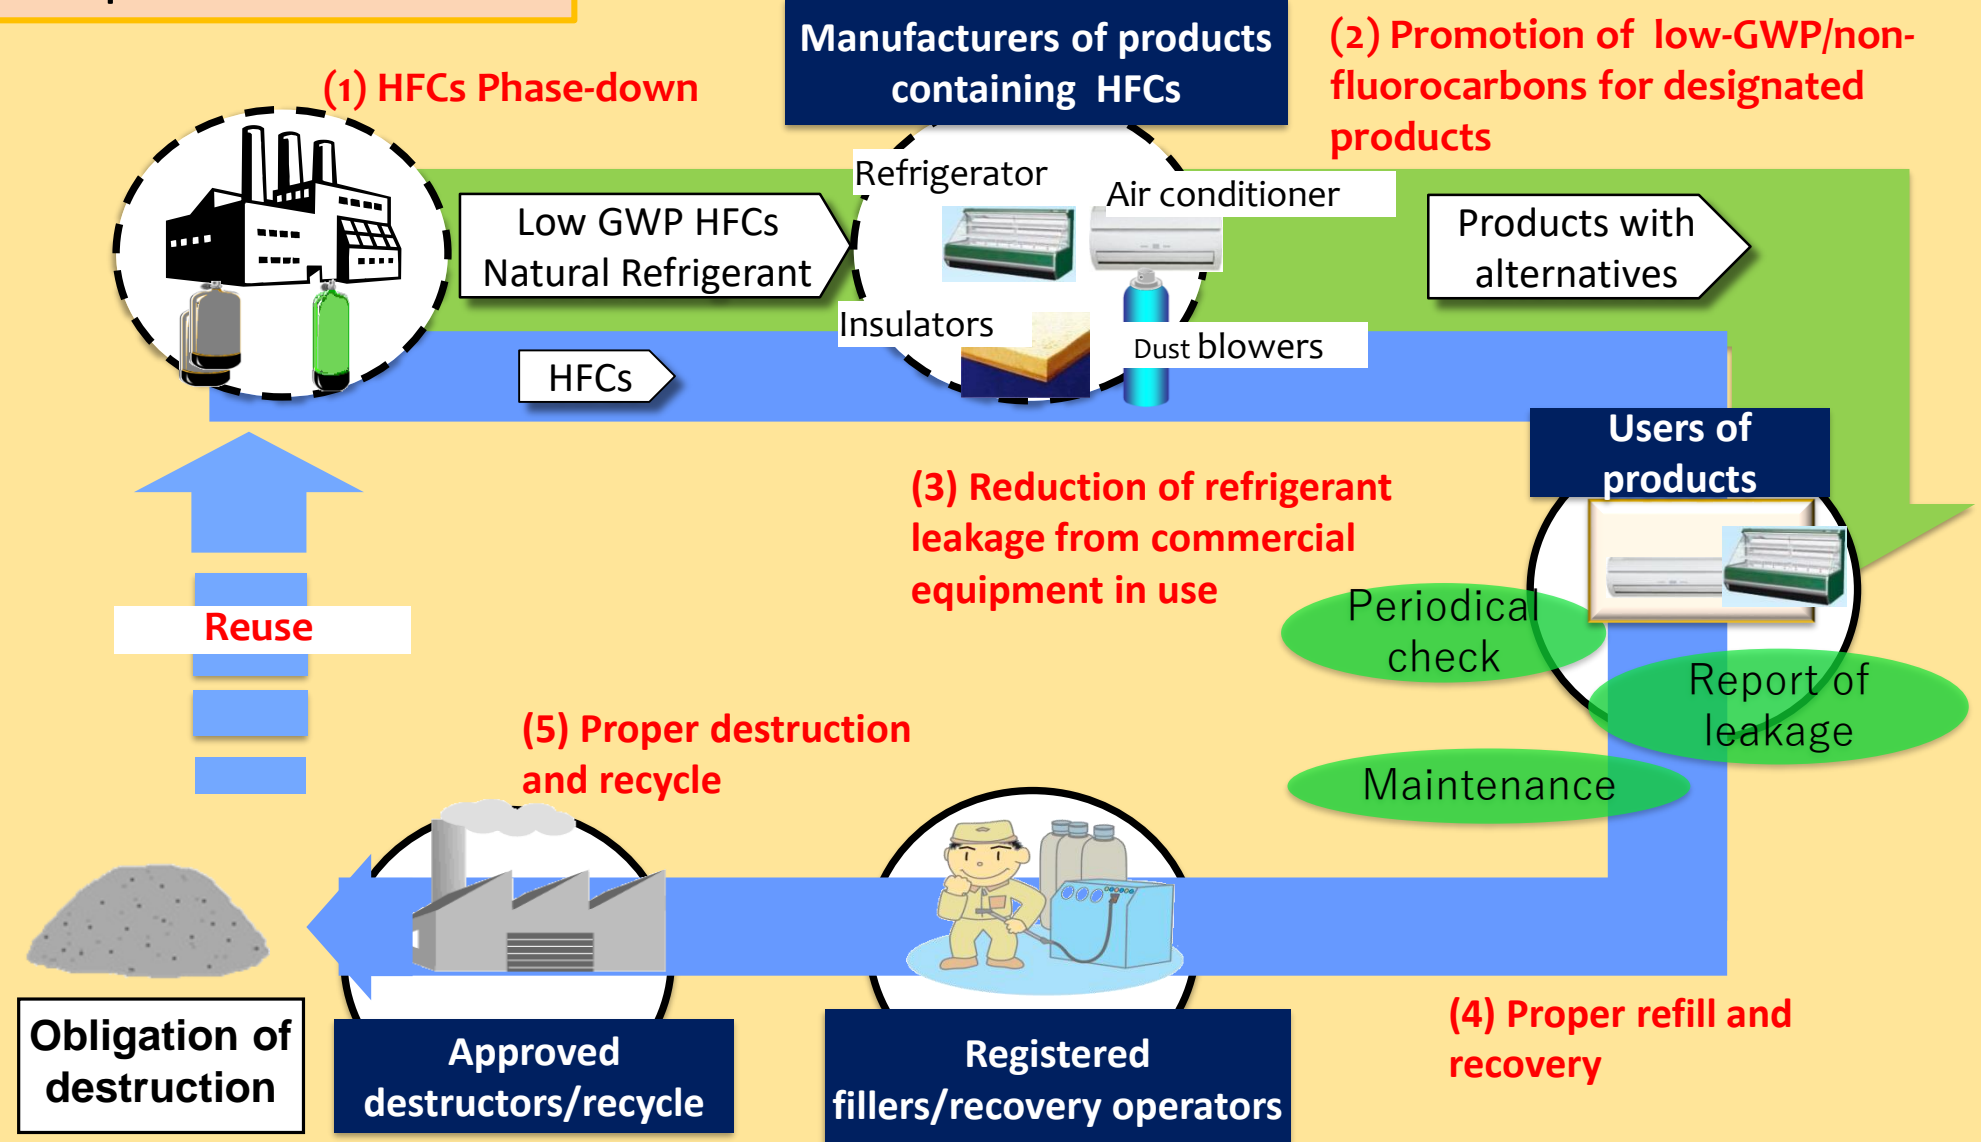 (1) HFCs Phase-down
Manufacturers of products
containing HFCs
(2) Promotion of low-GWP/non-
fluorocarbons for designated
products
Low GWP HFCs
Natural Refrigerant
Refrigerator
Air conditioner
Insulators
Dust blowers
Products with
alternatives
HFCs
Users of
products
(3) Reduction of refrigerant
leakage from commercial
equipment in use
Periodical
check
Report of
leakage
Maintenance
Reuse
(5) Proper destruction
and recycle
(4) Proper refill and
recovery
Obligation of
destruction
Approved
destructors/recycle
Registered
fillers/recovery operators